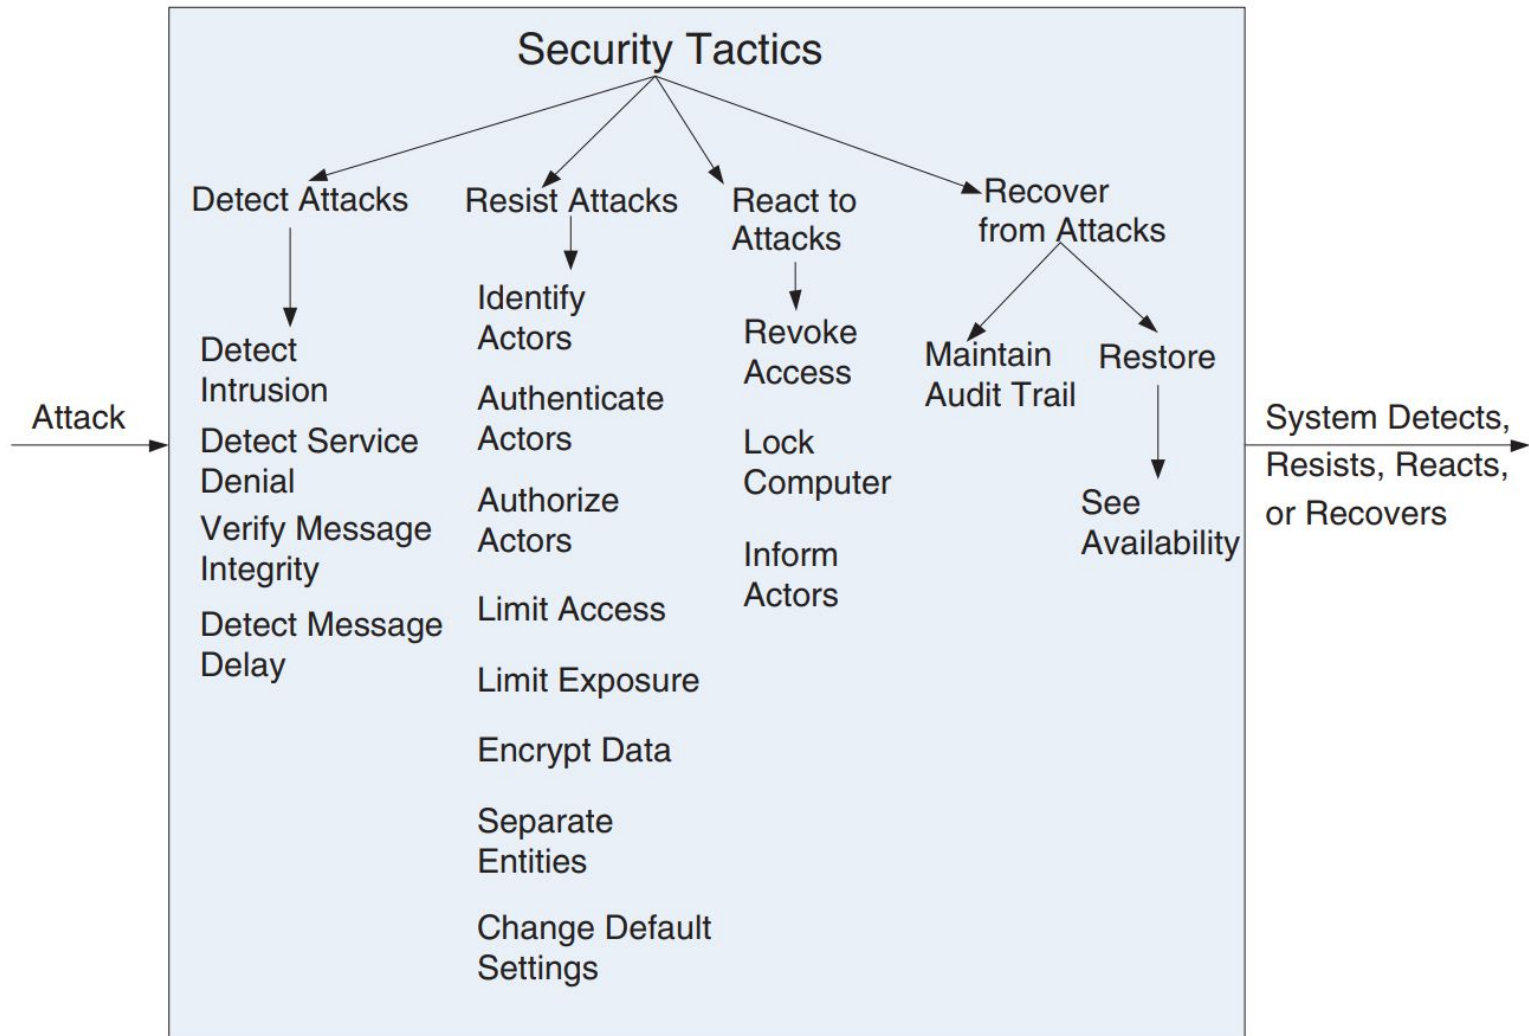 Security Tactics
Attack
Detect Attacks
Detect
Intrusion
Detect Service
Denial
Verify Message
Integrity
Detect Message
Delay
Resist Attacks
Identify
Actors
Authenticate
Actors
Authorize
Actors
Limit Access
Limit Exposure
Encrypt Data
Separate
Entities
Change Default
Settings
React to
Attacks
Revoke
Access
Lock
Computer
Inform
Actors
Recover
from Attacks
Maintain
Audit Trail
Restore
See
Availability
System Detects,
Resists, Reacts,
or Recovers